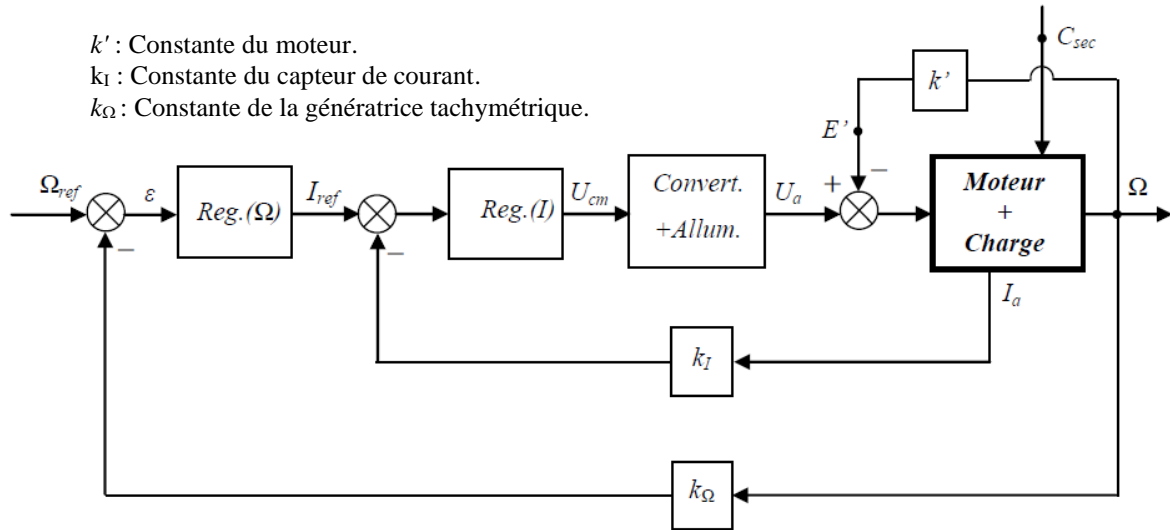 k' : Constante du moteur.
kI : Constante du capteur de courant.
kΩ : Constante de la génératrice tachymétrique.
Csec
k'
E'
Ωref
ε
Reg.(Ω)
Iref
Reg.(I)
Ucm
Convert.
+Allum.
Ua
+
–
Moteur
+
Charge
Ω
–
–
Ia
kI
kΩ